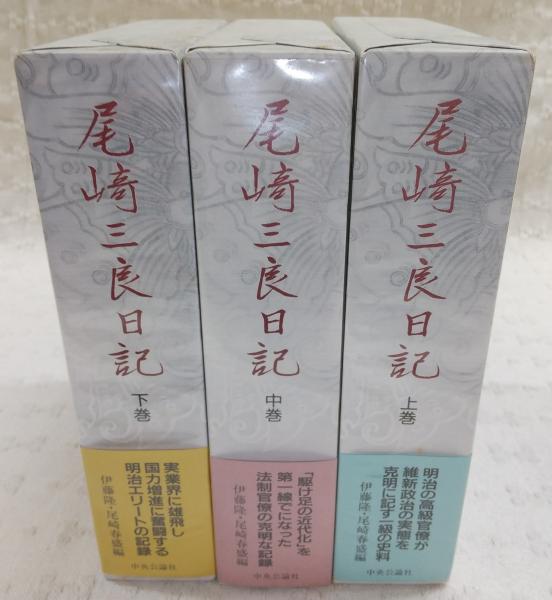 尾崎三良日記
上巻
明治の高級官僚が
維新政治の実態を
克明に記す一級の史料
伊藤隆・尾崎春盛編
中央公論社
尾崎三良日記
中巻
「駆け足の近代化」を
第一線でになった
法制官僚の克明な記録
伊藤隆・尾崎春盛編
中央公論社
尾崎三良日記
下巻
実業界に雄飛し
国力増進に奮闘する
明治エリートの記録
伊藤隆・尾崎春盛編
中央公論社